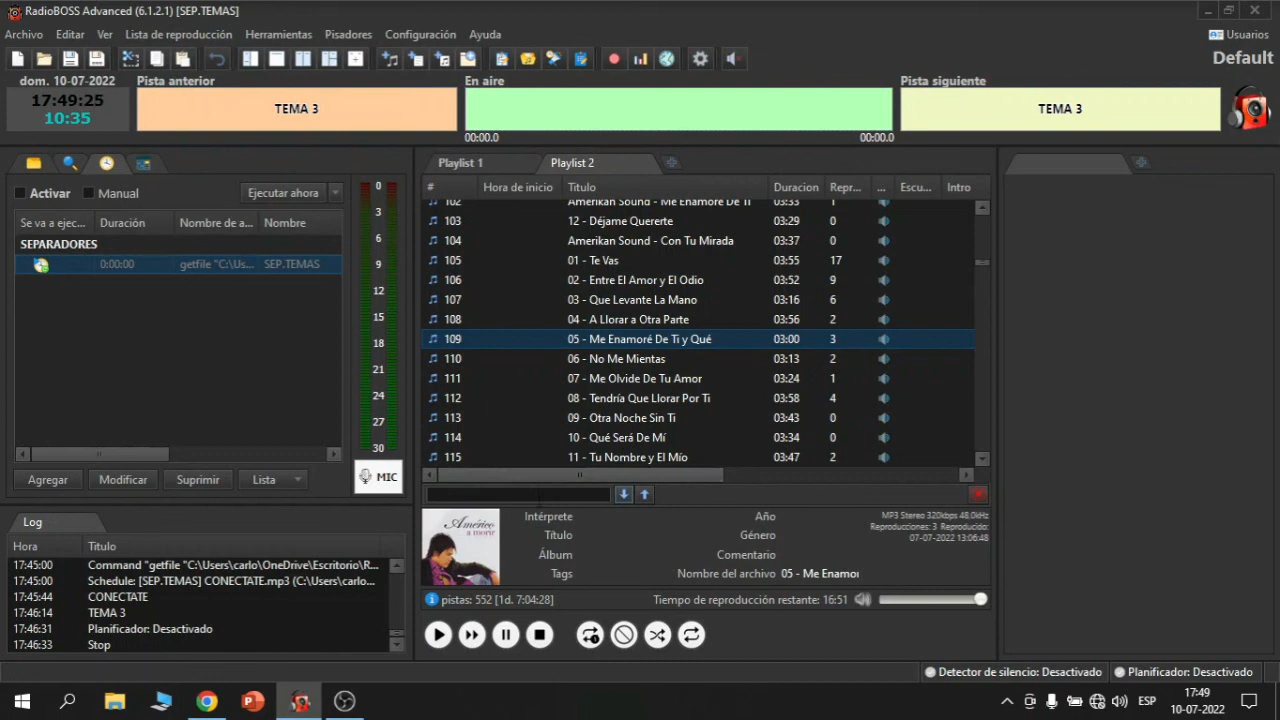 RadioBOSS Advanced (6.1.2.1) [SEP.TEMAS]
Archivo Editar Ver Lista de reproducción Herramientas Pisadores Configuración Ayuda Usuarios
Default
dom. 10-07-2022 Pista anterior En aire Pista siguiente
17:49:25
10:35
TEMA 3 TEMA 3
00:00.0 00:00.0
Playlist 1 Playlist 2
Activar Manual Ejecutar ahora
# Hora de inicio Titulo Duracion Repr... ... Escu... Intro
Se va a ejec... Duración Nombre de a... Nombre
SEPARADORES
0:00:00 getfile "C:\Us... SEP.TEMAS
0
3
6
9
12
15
18
21
24
27
30
MIC
102 Amerikan Sound - Me Enamoré De Ti 03:33 1
103 12 - Déjame Quererte 03:29 0
104 Amerikan Sound - Con Tu Mirada 03:37 0
105 01 - Te Vas 03:55 17
106 02 - Entre El Amor y El Odio 03:52 9
107 03 - Que Levante La Mano 03:16 6
108 04 - A Llorar a Otra Parte 03:56 2
109 05 - Me Enamoré De Ti y Qué 03:00 3
110 06 - No Me Mientas 03:13 2
111 07 - Me Olvide De Tu Amor 03:24 1
112 08 - Tendría Que Llorar Por Ti 03:58 4
113 09 - Otra Noche Sin Ti 03:43 0
114 10 - Qué Será De Mí 03:34 0
115 11 - Tu Nombre y El Mío 03:47 2
Agregar Modificar Suprimir Lista
Log
Hora Titulo
17:45:00 Command "getfile "C:\Users\carlo\OneDrive\Escritorio\R...
17:45:00 Schedule: [SEP.TEMAS] CONECTATE.mp3 (C:\Users\carlo...
17:45:44 CONECTATE
17:46:14 TEMA 3
17:46:31 Planificador: Desactivado
17:46:33 Stop
Américo
a morir
Intérprete Año
Título Género
Álbum Comentario
Tags Nombre del archivo 05 - Me Enamor
MP3 Stereo 320kbps 48.0kHz
Reproducciones: 3 Reproducido:
07-07-2022 13:06:48
pistas: 552 [1d. 7:04:28] Tiempo de reproducción restante: 16:51
Detector de silencio: Desactivado Planificador: Desactivado
ESP 17:49
10-07-2022